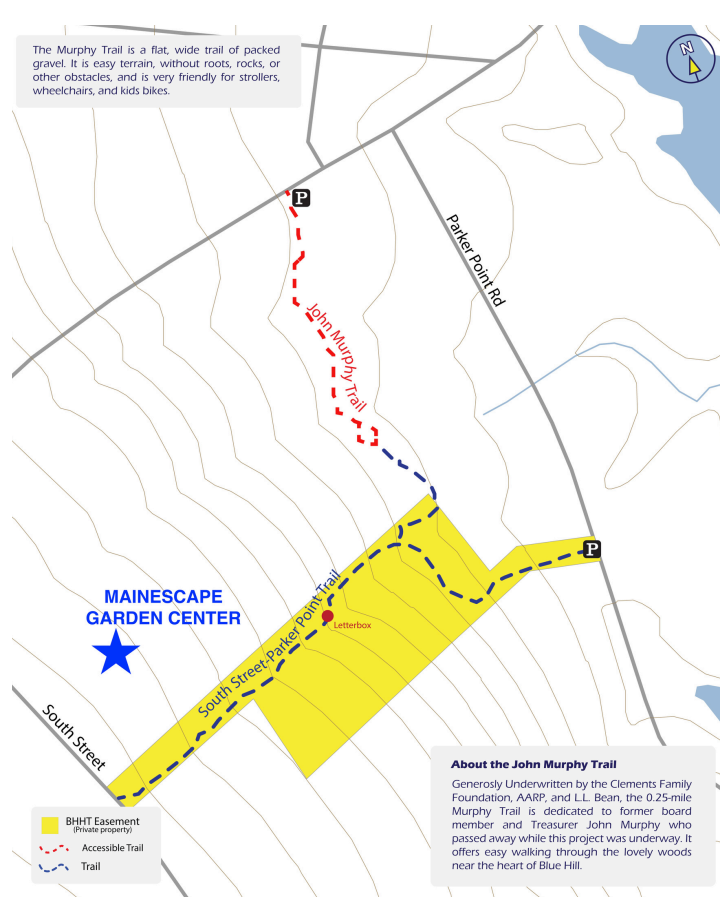 The Murphy Trail is a flat, wide trail of packed
gravel. It is easy terrain, without roots, rocks, or
other obstacles, and is very friendly for strollers,
wheelchairs, and kids bikes.
N
P
Parker Point Rd
John Murphy Trail
P
MAINESCAPE
GARDEN CENTER
South Street-Parker Point Trail
Letterbox
South Street
About the John Murphy Trail
Generosly Underwritten by the Clements Family
Foundation, AARP, and L.L. Bean, the 0.25-mile
Murphy Trail is dedicated to former board
member and Treasurer John Murphy who
passed away while this project was underway. It
offers easy walking through the lovely woods
near the heart of Blue Hill.
BHHT Easement
(Private property)
Accessible Trail
Trail